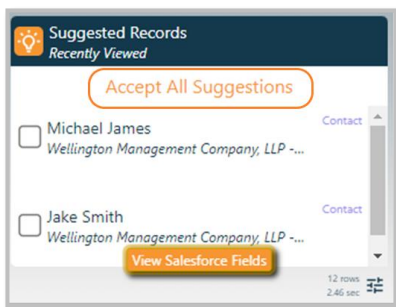 Suggested Records
Recently Viewed
Accept All Suggestions
Michael James
Contact
Wellington Management Company, LLP -...
Jake Smith
Contact
Wellington Management Company, LLP -...
View Salesforce Fields
12 rows
2.46 sec